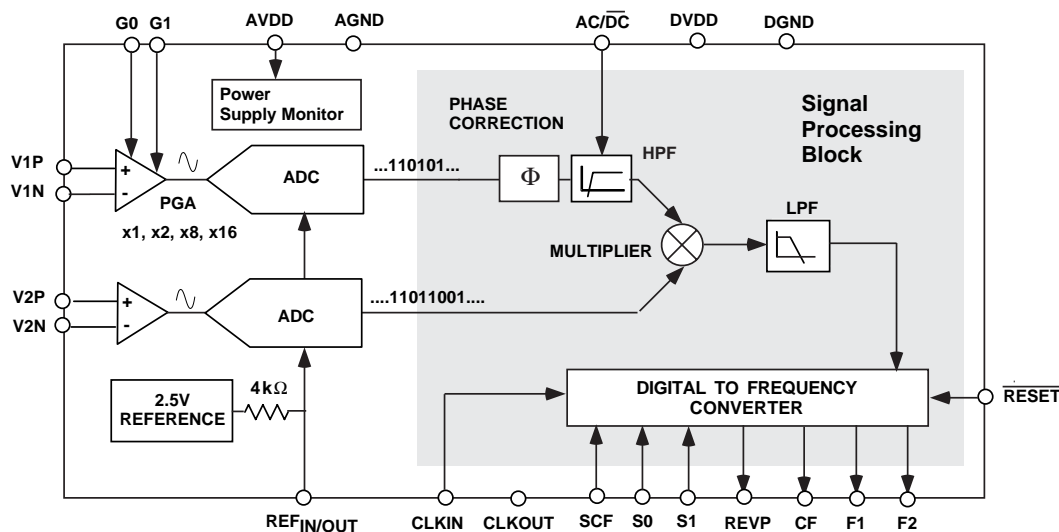 G0 G1 AVDD AGND AC/DC DVDD DGND
Power
Supply Monitor
PHASE
CORRECTION
Signal
Processing
Block
V1P
V1N
+
-
ADC
...110101...
Φ
HPF
PGA
x1, x2, x8, x16
MULTIPLIER
LPF
V2P
V2N
+
-
ADC
....11011001....
2.5V
REFERENCE
4kΩ
DIGITAL TO FREQUENCY
CONVERTER
RESET
REFIN/OUT CLKIN CLKOUT SCF S0 S1 REVP CF F1 F2